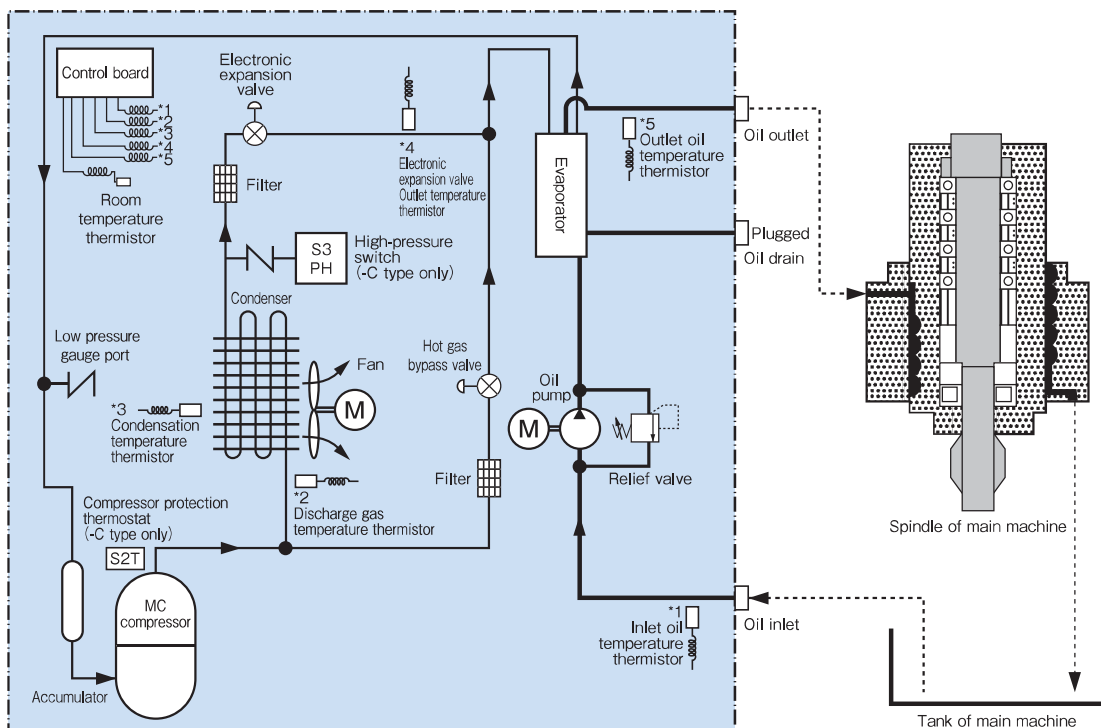 Control board
*1
*2
*3
*4
*5
Room
temperature
thermistor
Electronic
expansion
valve
Filter
*4
Electronic
expansion valve
Outlet temperature
thermistor
S3
PH
High-pressure
switch
(-C type only)
Evaporator
*5
Outlet oil
temperature
thermistor
Oil outlet
Plugged
Oil drain
Low pressure
gauge port
Condenser
Fan
M
*3
Condensation
temperature
thermistor
Hot gas
bypass valve
Oil
pump
M
Relief valve
Filter
*2
Discharge gas
temperature thermistor
Compressor protection
thermostat
(-C type only)
S2T
MC
compressor
Accumulator
*1
Inlet oil
temperature
thermistor
Oil inlet
Spindle of main machine
Tank of main machine